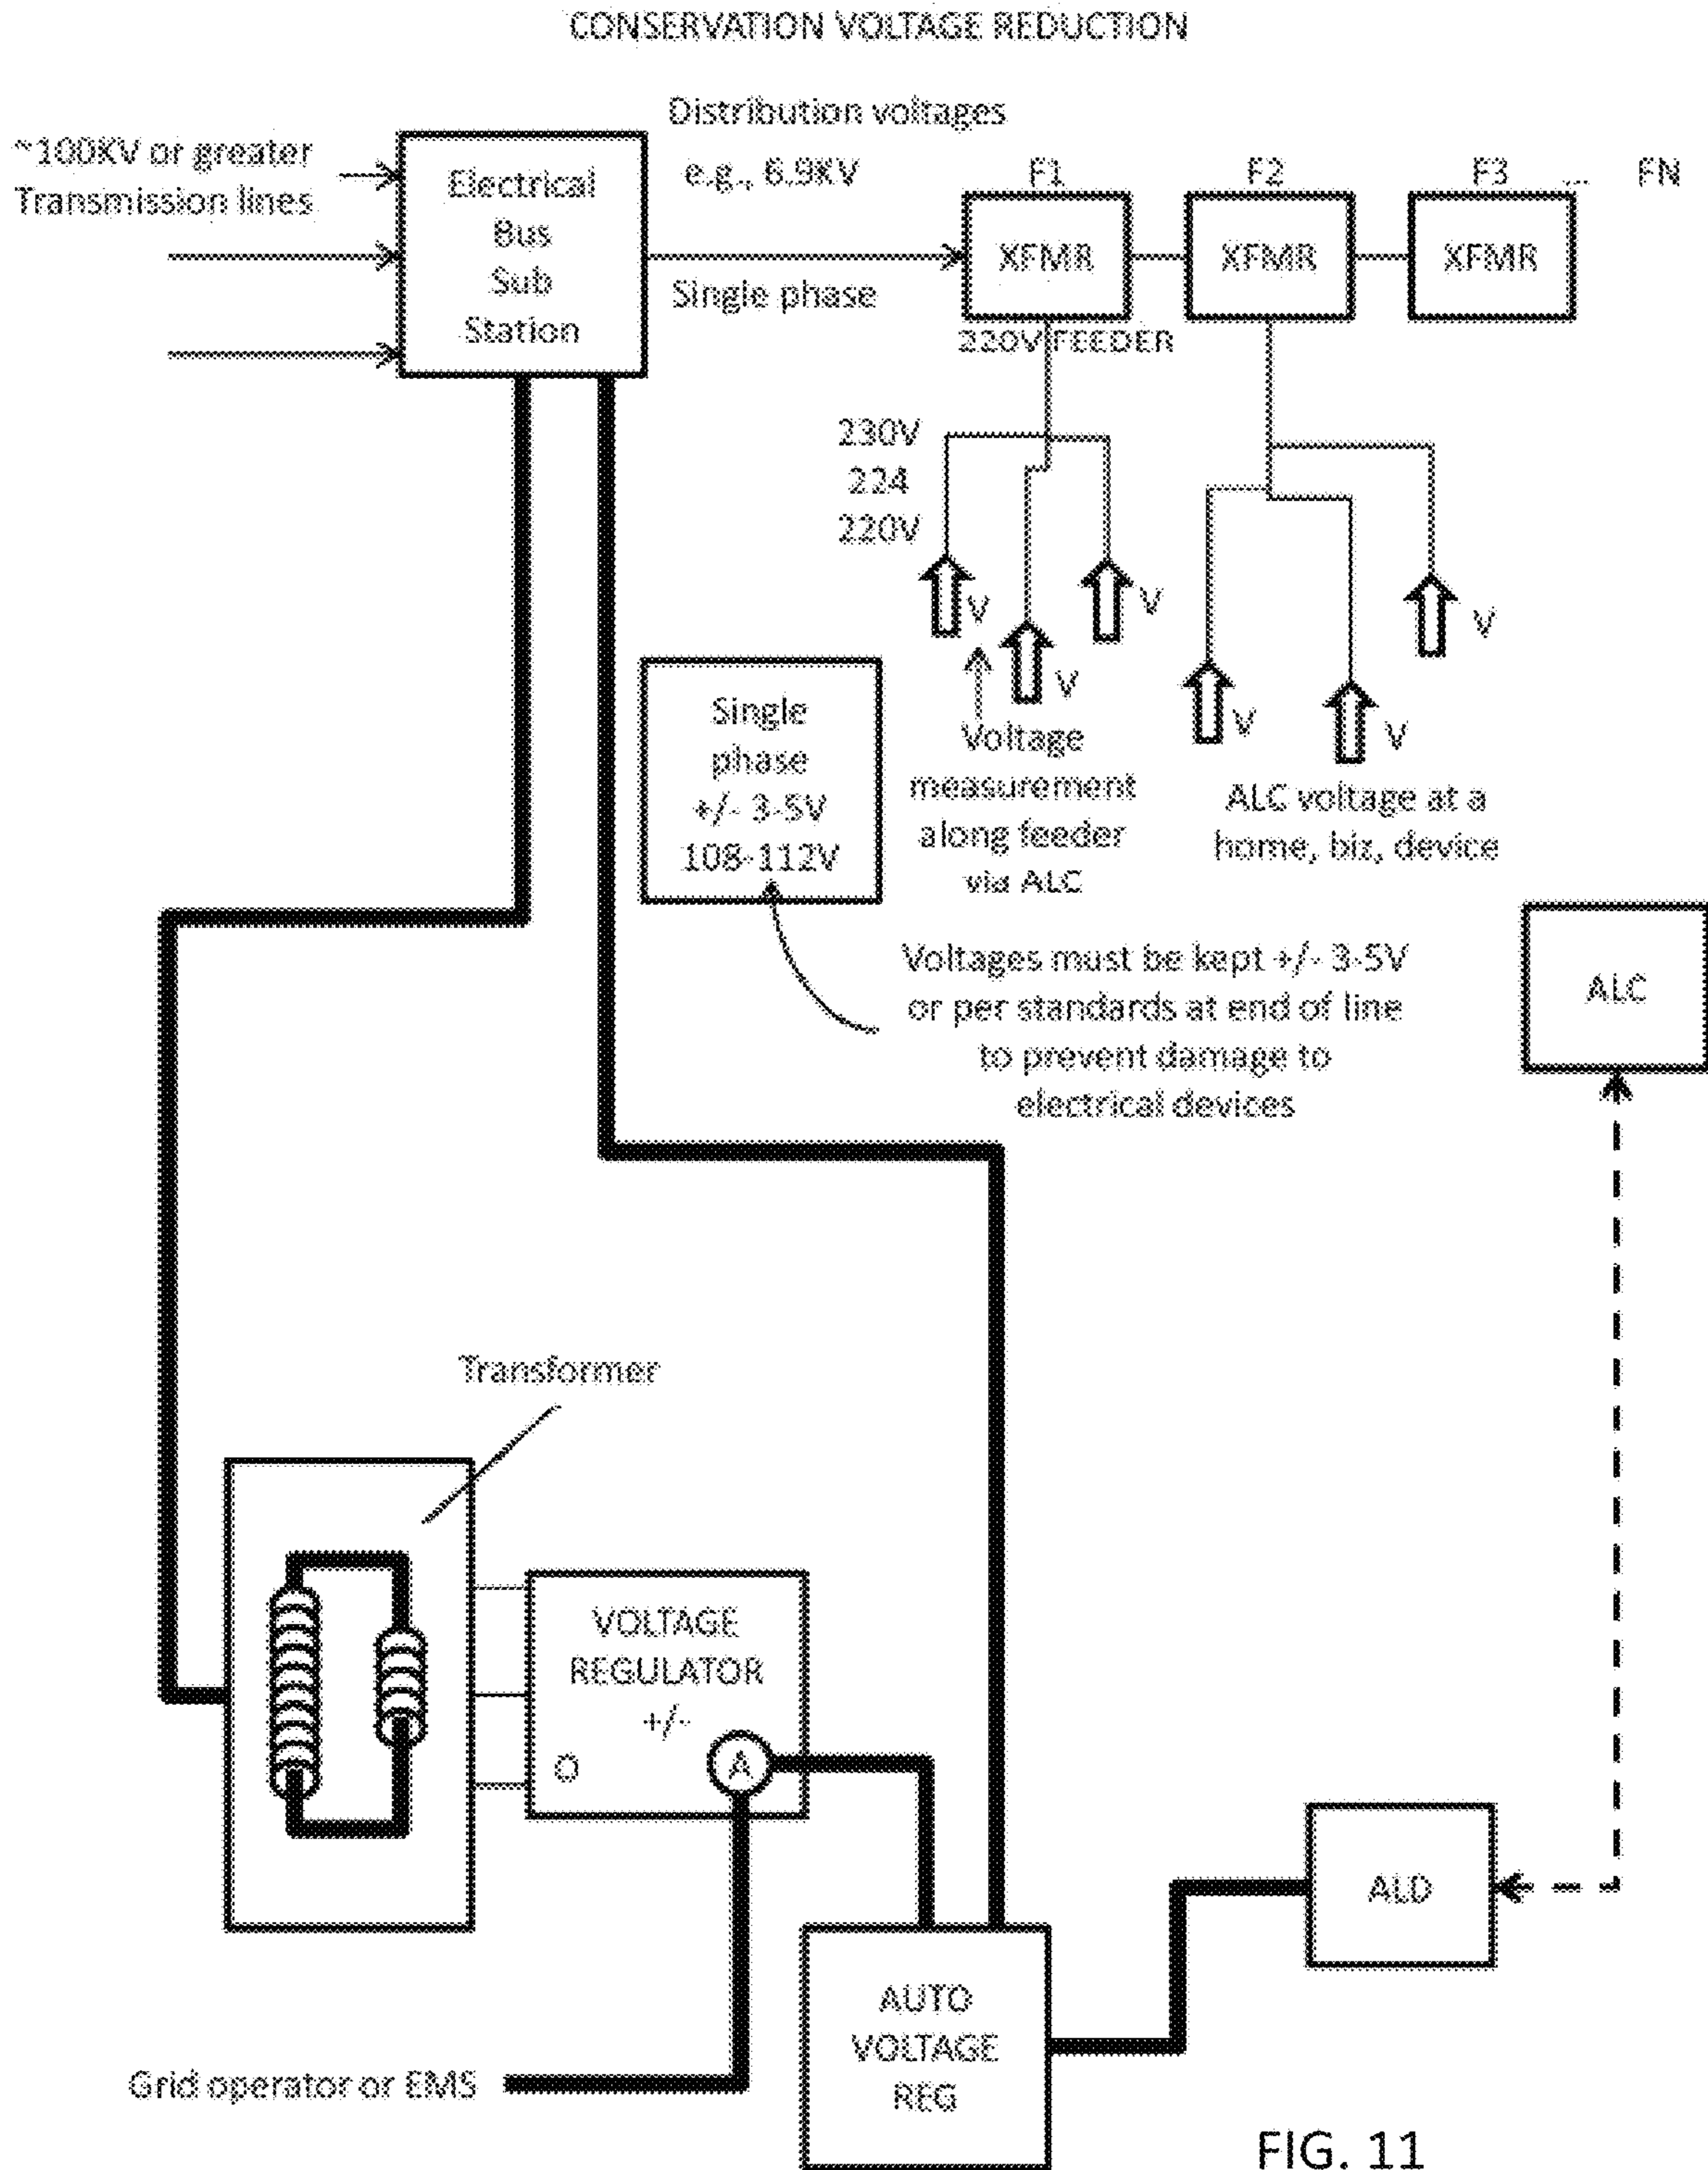 CONSERVATION VOLTAGE REDUCTION
~100KV or greater
Transmission lines
Electrical
Bus
Sub
Station
Distribution voltages
e.g., 6.9KV
Single phase
F1
F2
F3
...
FN
XFMR
XFMR
XFMR
220V FEEDER
230V
224
220V
V
V
V
V
V
V
Single
phase
+/- 3-5V
108-112V
Voltage
measurement
along feeder
via ALC
ALC voltage at a
home, biz, device
Voltages must be kept +/- 3-5V
or per standards at end of line
to prevent damage to
electrical devices
ALC
Transformer
VOLTAGE
REGULATOR
+/-
O
A
ALD
AUTO
VOLTAGE
REG
Grid operator or EMS
FIG. 11